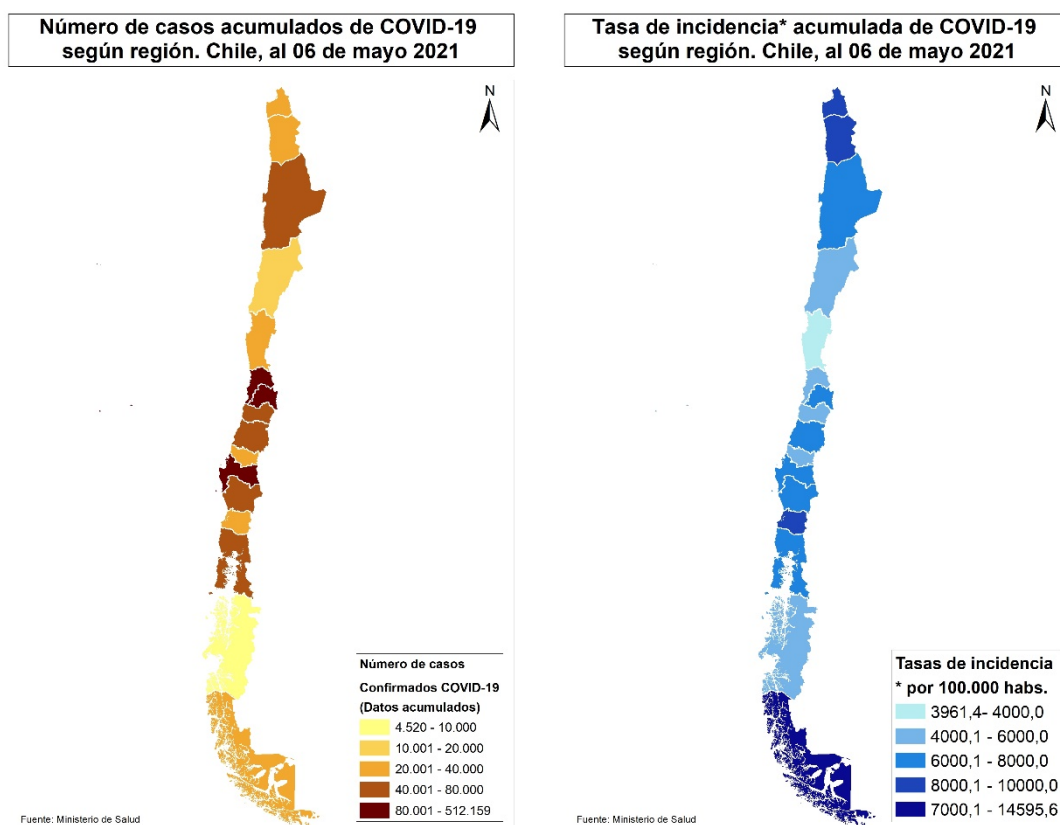 Número de casos acumulados de COVID-19
según región. Chile, al 06 de mayo 2021
N
Número de casos
Confirmados COVID-19
(Datos acumulados)
4.520 - 10.000
10.001 - 20.000
20.001 - 40.000
40.001 - 80.000
80.001 - 512.159
Fuente: Ministerio de Salud
Tasa de incidencia* acumulada de COVID-19
según región. Chile, al 06 de mayo 2021
N
Tasas de incidencia
* por 100.000 habs.
3961,4- 4000,0
4000,1 - 6000,0
6000,1 - 8000,0
8000,1 - 10000,0
7000,1 - 14595,6
Fuente: Ministerio de Salud